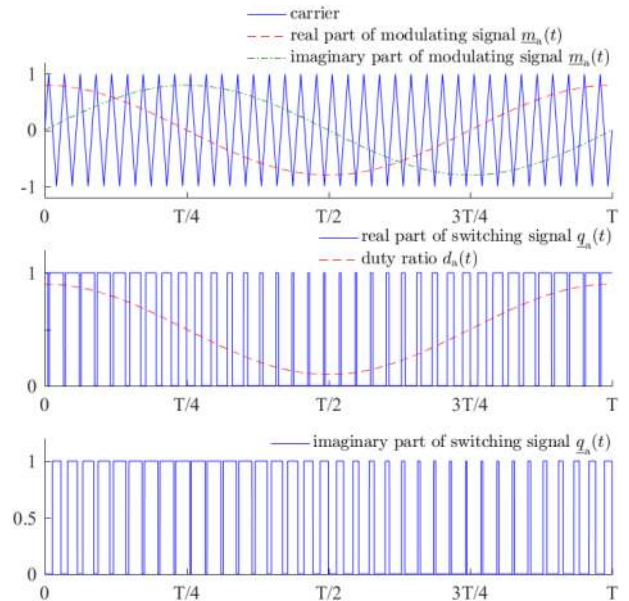 carrier
real part of modulating signal m_a(t)
imaginary part of modulating signal m_a(t)
1
0
-1
0 T/4 T/2 3T/4 T
real part of switching signal q_a(t)
duty ratio d_a(t)
1
0
0 T/4 T/2 3T/4 T
imaginary part of switching signal q_a(t)
1
0.5
0
0 T/4 T/2 3T/4 T